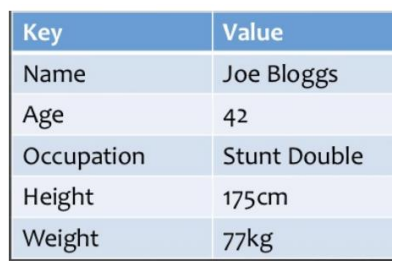 Key Value
Name Joe Bloggs
Age 42
Occupation Stunt Double
Height 175cm
Weight 77kg